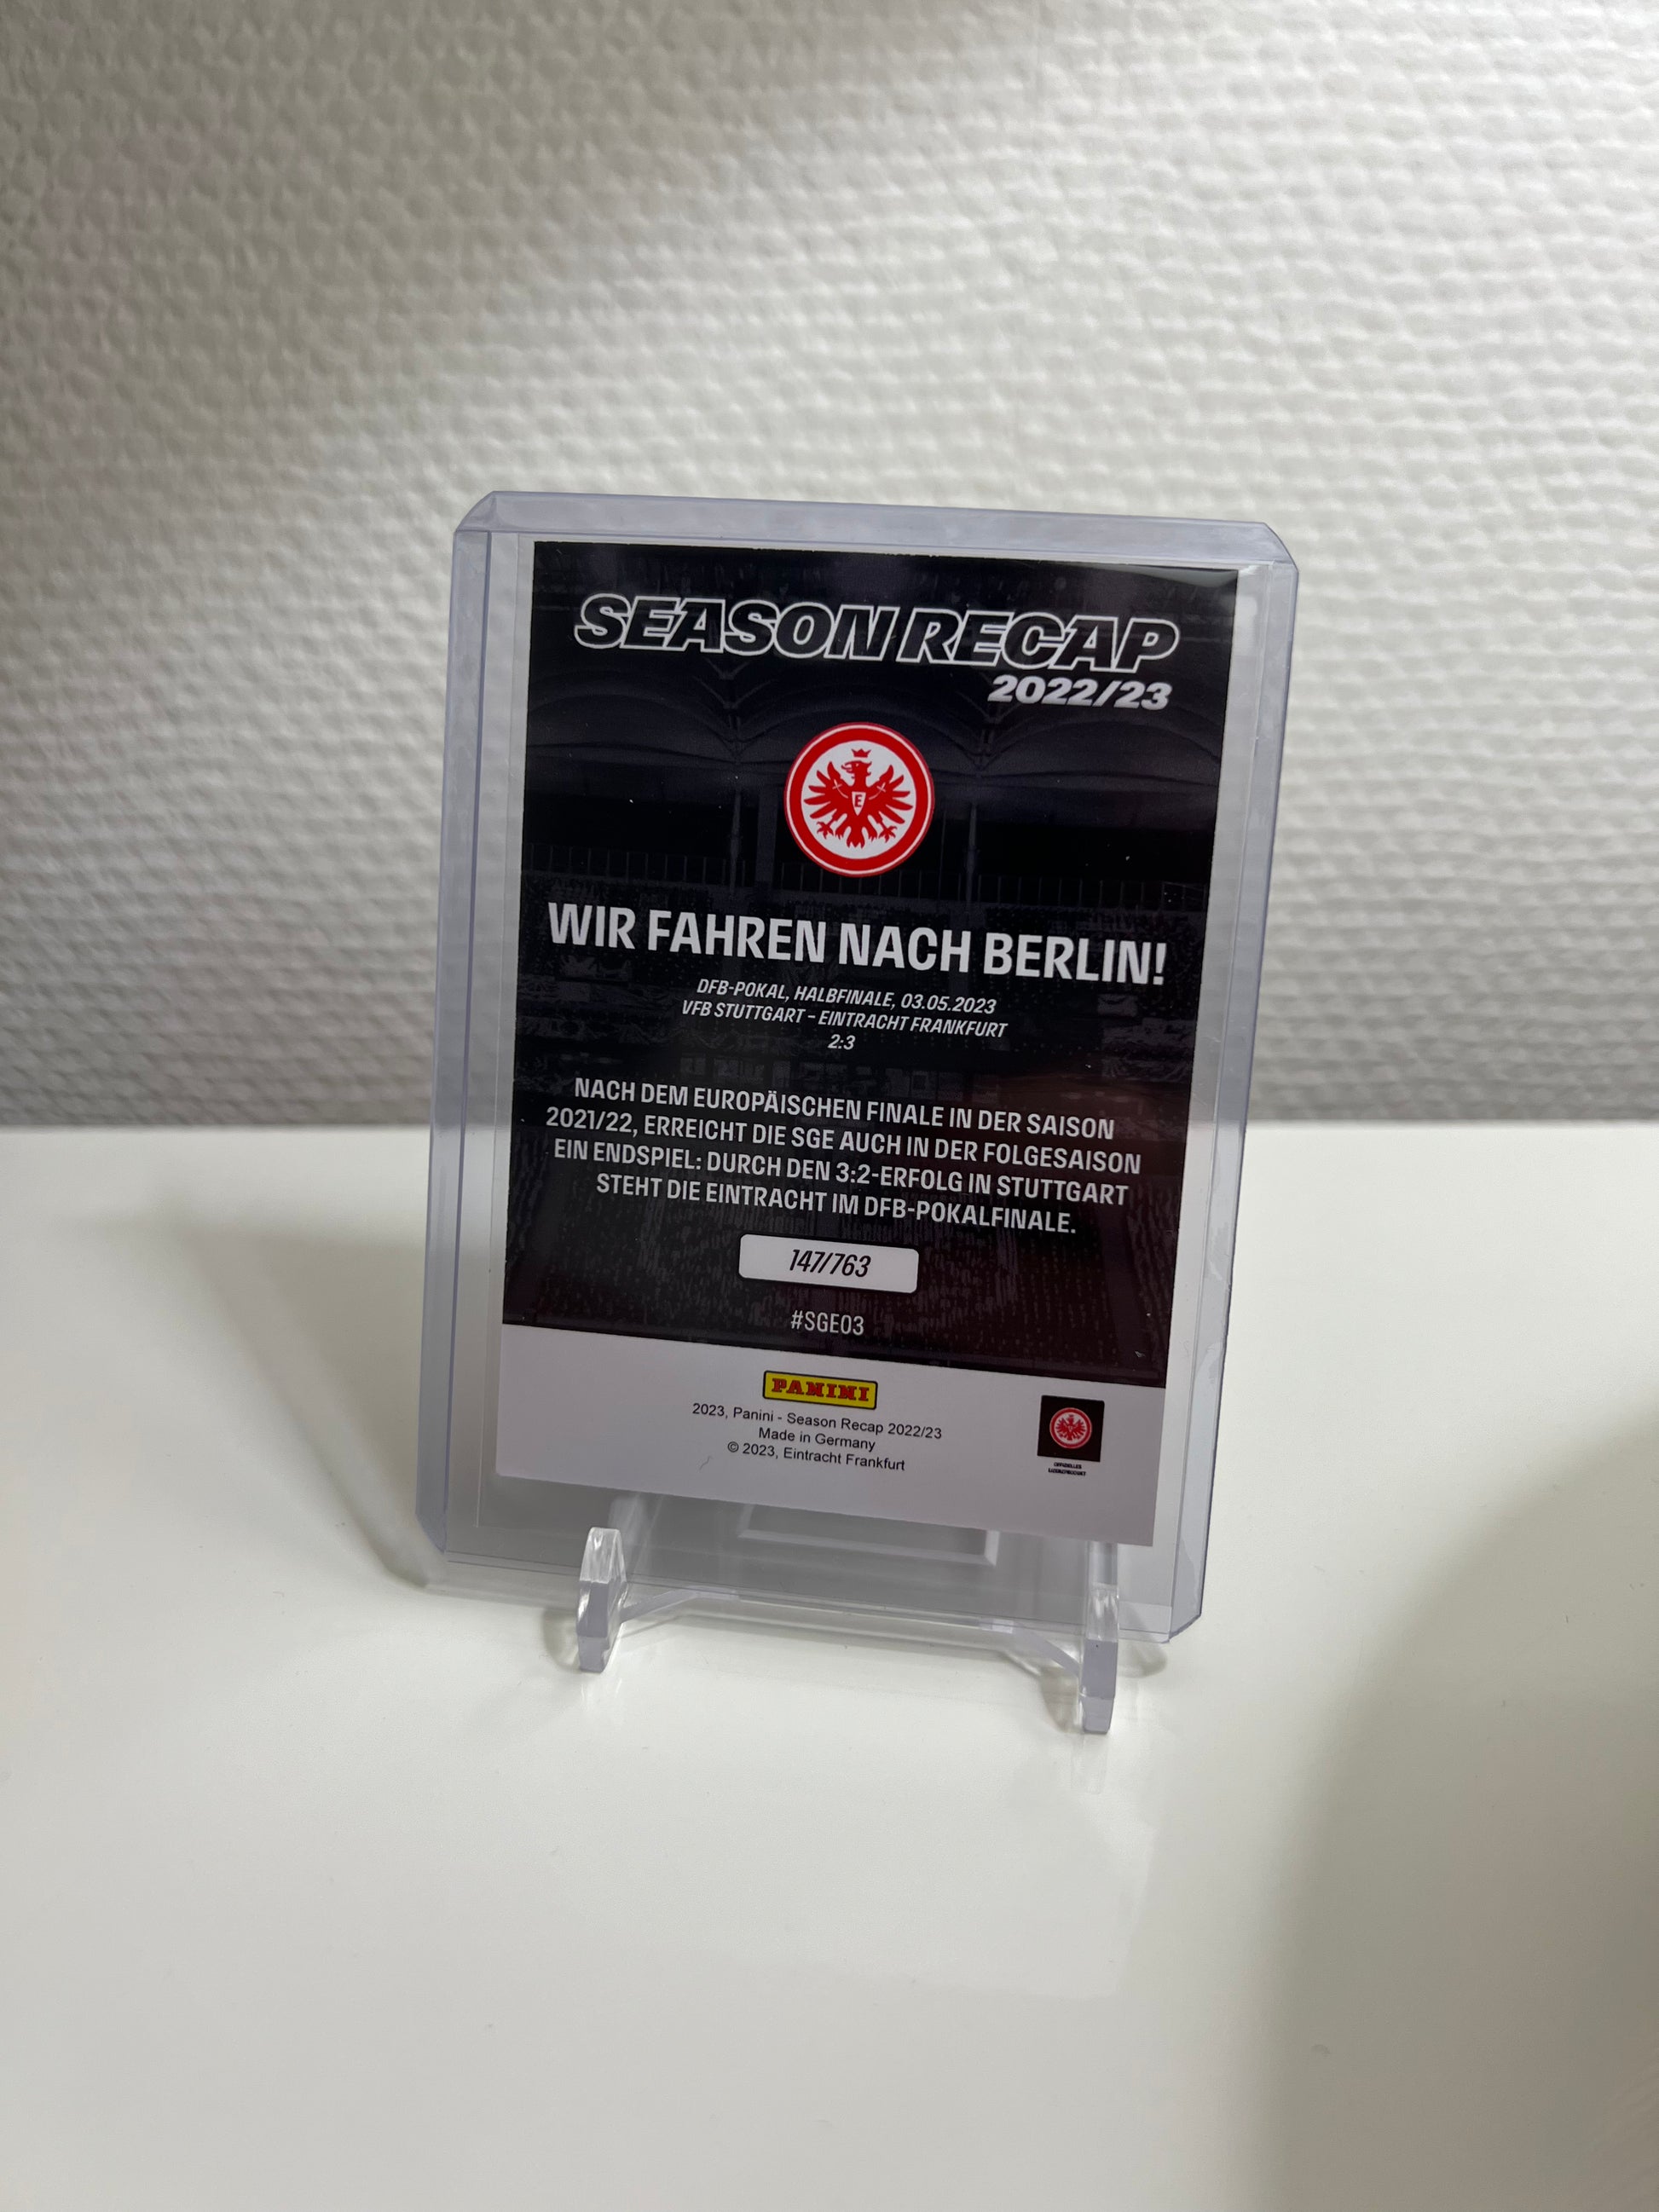 SEASON RECAP
2022/23
E
WIR FAHREN NACH BERLIN!
DFB-POKAL, HALBFINALE, 03.05.2023
VFB STUTTGART – EINTRACHT FRANKFURT
2:3
NACH DEM EUROPÄISCHEN FINALE IN DER SAISON
2021/22, ERREICHT DIE SGE AUCH IN DER FOLGESAISON
EIN ENDSPIEL: DURCH DEN 3:2-ERFOLG IN STUTTGART
STEHT DIE EINTRACHT IM DFB-POKALFINALE.
147/763
#SGE03
PANINI
2023, Panini - Season Recap 2022/23
Made in Germany
© 2023, Eintracht Frankfurt
OFFIZIELLES
LIZENZPRODUKT